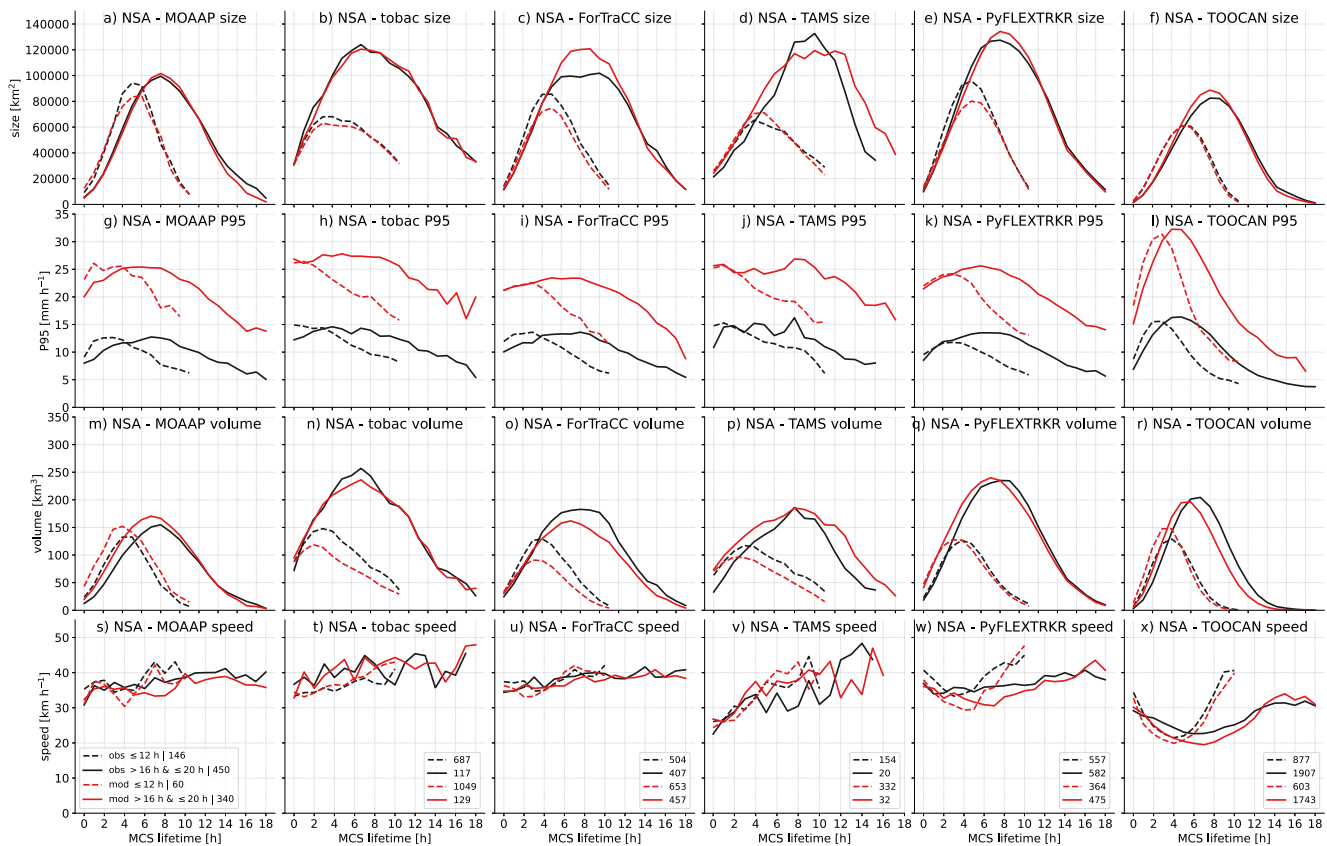 a) NSA - MOAAP size
b) NSA - tobac size
c) NSA - ForTraCC size
d) NSA - TAMS size
e) NSA - PyFLEXTRKR size
f) NSA - TOOCAN size
size [km²]
140000
120000
100000
80000
60000
40000
20000
0
g) NSA - MOAAP P95
h) NSA - tobac P95
i) NSA - ForTraCC P95
j) NSA - TAMS P95
k) NSA - PyFLEXTRKR P95
l) NSA - TOOCAN P95
P95 [mm h⁻¹]
35
30
25
20
15
10
5
0
m) NSA - MOAAP volume
n) NSA - tobac volume
o) NSA - ForTraCC volume
p) NSA - TAMS volume
q) NSA - PyFLEXTRKR volume
r) NSA - TOOCAN volume
volume [km³]
350
300
250
200
150
100
50
0
s) NSA - MOAAP speed
t) NSA - tobac speed
u) NSA - ForTraCC speed
v) NSA - TAMS speed
w) NSA - PyFLEXTRKR speed
x) NSA - TOOCAN speed
speed [km h⁻¹]
50
40
30
20
10
0
obs ≤ 12 h | 146
obs > 16 h & ≤ 20 h | 450
mod ≤ 12 h | 60
mod > 16 h & ≤ 20 h | 340
687
117
1049
129
504
407
653
457
154
20
332
32
557
582
364
475
877
1907
603
1743
0 2 4 6 8 10 12 14 16 18
0 2 4 6 8 10 12 14 16 18
0 2 4 6 8 10 12 14 16 18
0 2 4 6 8 10 12 14 16 18
0 2 4 6 8 10 12 14 16 18
0 2 4 6 8 10 12 14 16 18
MCS lifetime [h]
MCS lifetime [h]
MCS lifetime [h]
MCS lifetime [h]
MCS lifetime [h]
MCS lifetime [h]